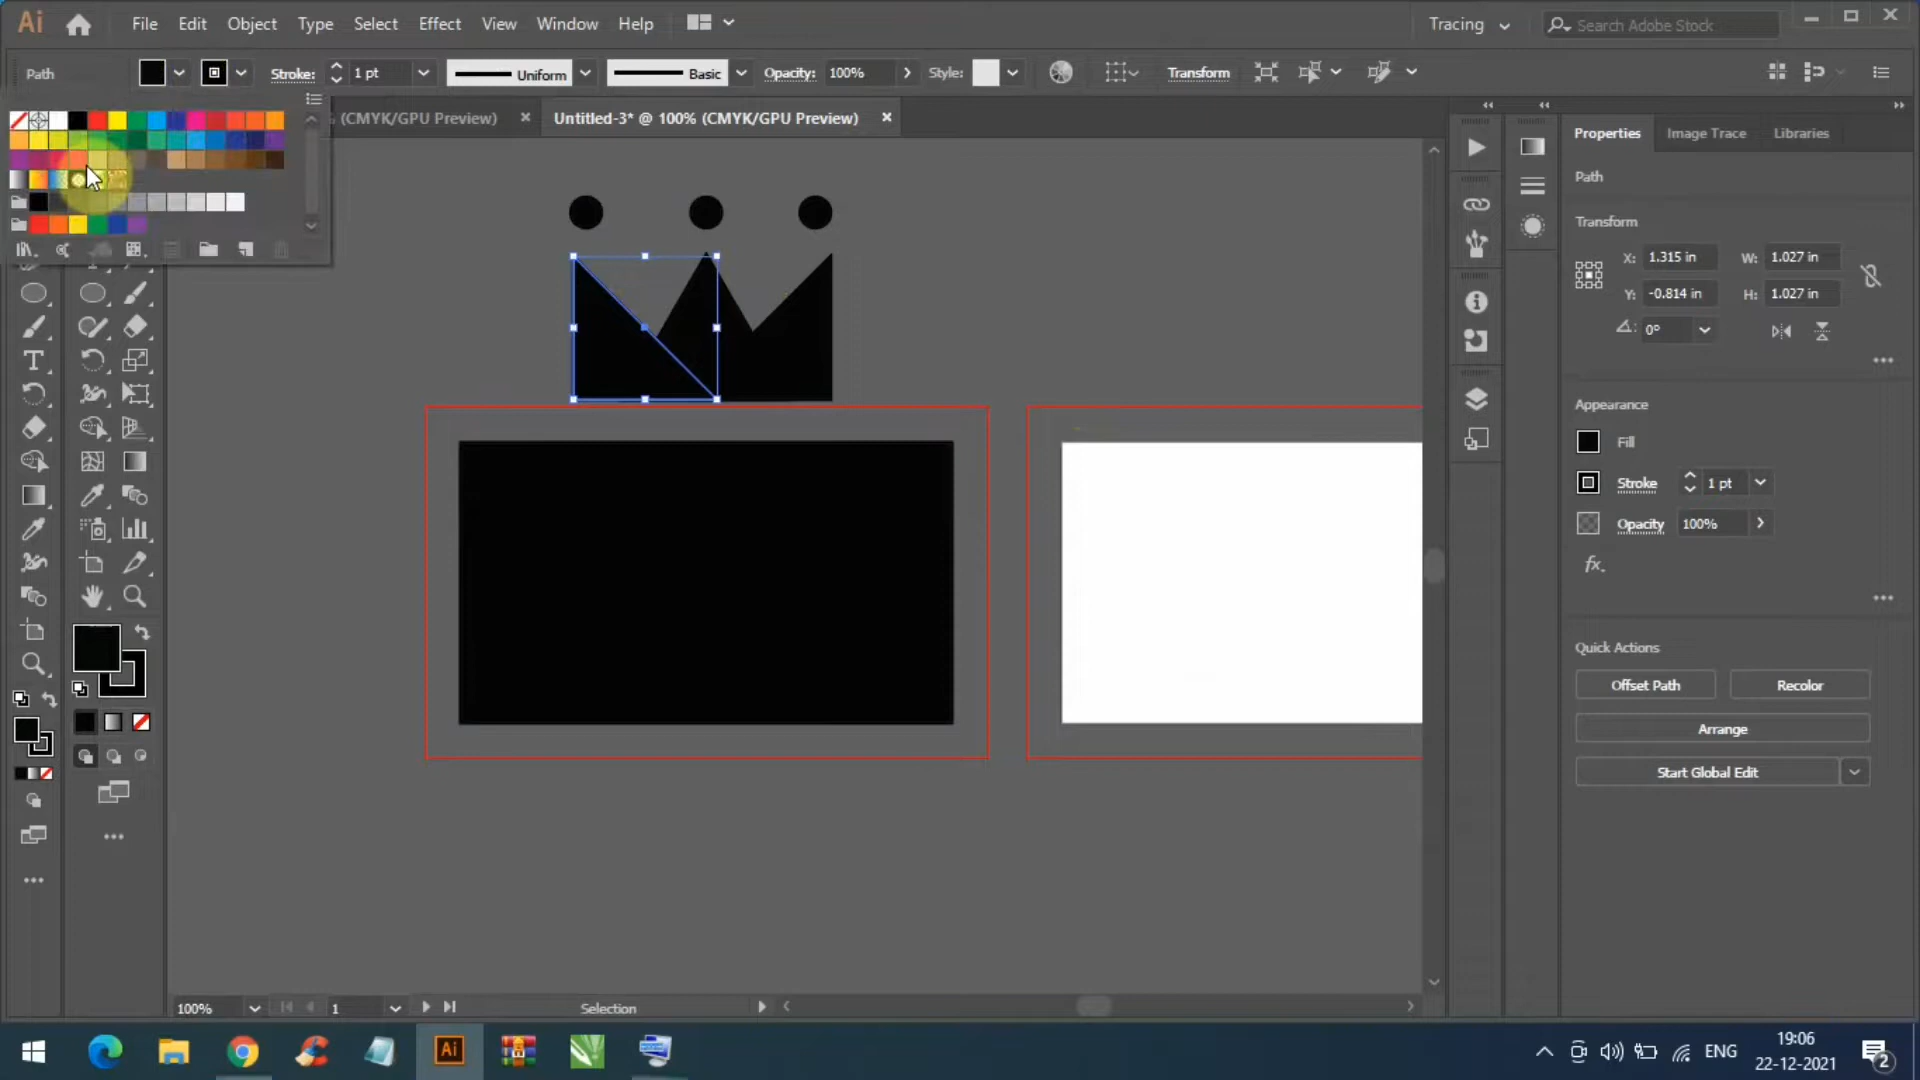 Ai File Edit Object Type Select Effect View Window Help Tracing Search Adobe Stock
Path Stroke: 1 pt Uniform Basic Opacity: 100% Style: Transform
(CMYK/GPU Preview) × Untitled-3* @ 100% (CMYK/GPU Preview) ×
Properties Image Trace Libraries
Path
Transform
X: 1.315 in W: 1.027 in
Y: -0.814 in H: 1.027 in
0°
Appearance
Fill
Stroke 1 pt
Opacity 100%
fx.
Quick Actions
Offset Path Recolor
Arrange
Start Global Edit
T
100% 1 Selection
Ai ENG 19:06
22-12-2021 2